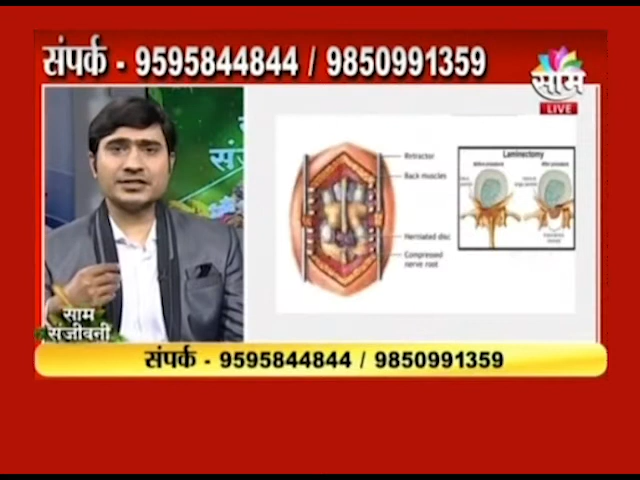 संपर्क - 9595844844 / 9850991359
साम
LIVE
Retractor
Back muscles
Herniated disc
Compressed
nerve root
Laminectomy
साम
संजीवनी
संपर्क - 9595844844 / 9850991359